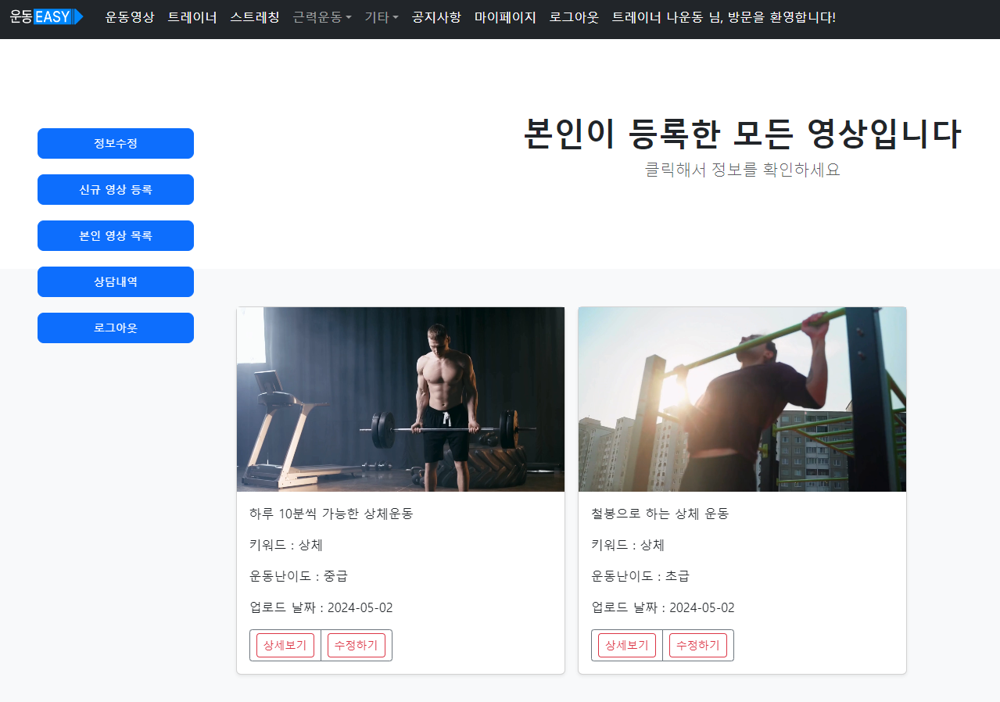 운동EASY 운동영상 트레이너 스트레칭 근력운동 기타 공지사항 마이페이지 로그아웃 트레이너 나운동 님, 방문을 환영합니다!
본인이 등록한 모든 영상입니다
클릭해서 정보를 확인하세요
정보수정
신규 영상 등록
본인 영상 목록
상담내역
로그아웃
하루 10분씩 가능한 상체운동
키워드 : 상체
운동난이도 : 중급
업로드 날짜 : 2024-05-02
상세보기 수정하기
철봉으로 하는 상체 운동
키워드 : 상체
운동난이도 : 초급
업로드 날짜 : 2024-05-02
상세보기 수정하기